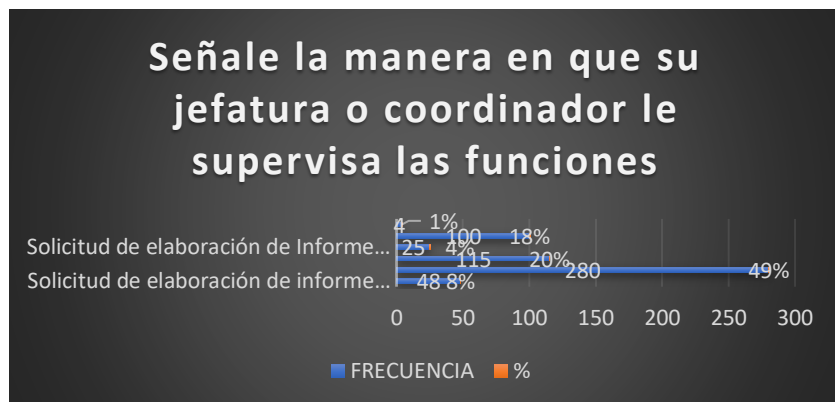 Señale la manera en que su
jefatura o coordinador le
supervisa las funciones
4 1%
100 18%
Solicitud de elaboración de Informe... 25 4%
115 20%
280 49%
Solicitud de elaboración de informe... 48 8%
0 50 100 150 200 250 300
FRECUENCIA %